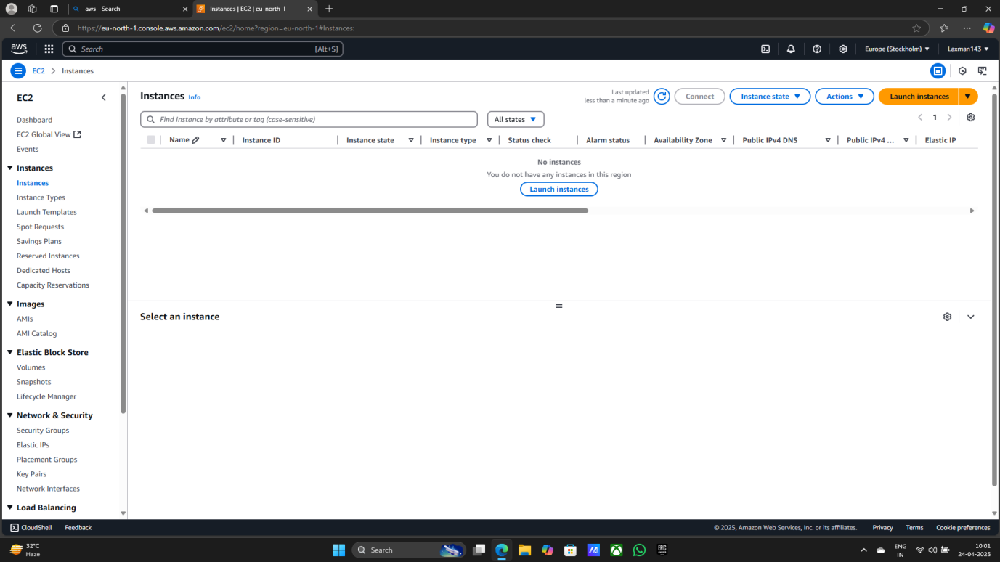 aws - Search
Instances | EC2 | eu-north-1
https://eu-north-1.console.aws.amazon.com/ec2/home?region=eu-north-1#Instances:
aws
Search
[Alt+S]
Europe (Stockholm)
Laxman143
EC2
Instances
EC2
Dashboard
EC2 Global View
Events
Instances
Instances
Instance Types
Launch Templates
Spot Requests
Savings Plans
Reserved Instances
Dedicated Hosts
Capacity Reservations
Images
AMIs
AMI Catalog
Elastic Block Store
Volumes
Snapshots
Lifecycle Manager
Network & Security
Security Groups
Elastic IPs
Placement Groups
Key Pairs
Network Interfaces
Load Balancing
Instances Info
Last updated
less than a minute ago
Connect
Instance state
Actions
Launch instances
Find Instance by attribute or tag (case-sensitive)
All states
1
Name
Instance ID
Instance state
Instance type
Status check
Alarm status
Availability Zone
Public IPv4 DNS
Public IPv4 ...
Elastic IP
No instances
You do not have any instances in this region
Launch instances
Select an instance
CloudShell
Feedback
© 2025, Amazon Web Services, Inc. or its affiliates.
Privacy
Terms
Cookie preferences
32°C
Haze
Search
EPIC
ENG
IN
10:01
24-04-2025